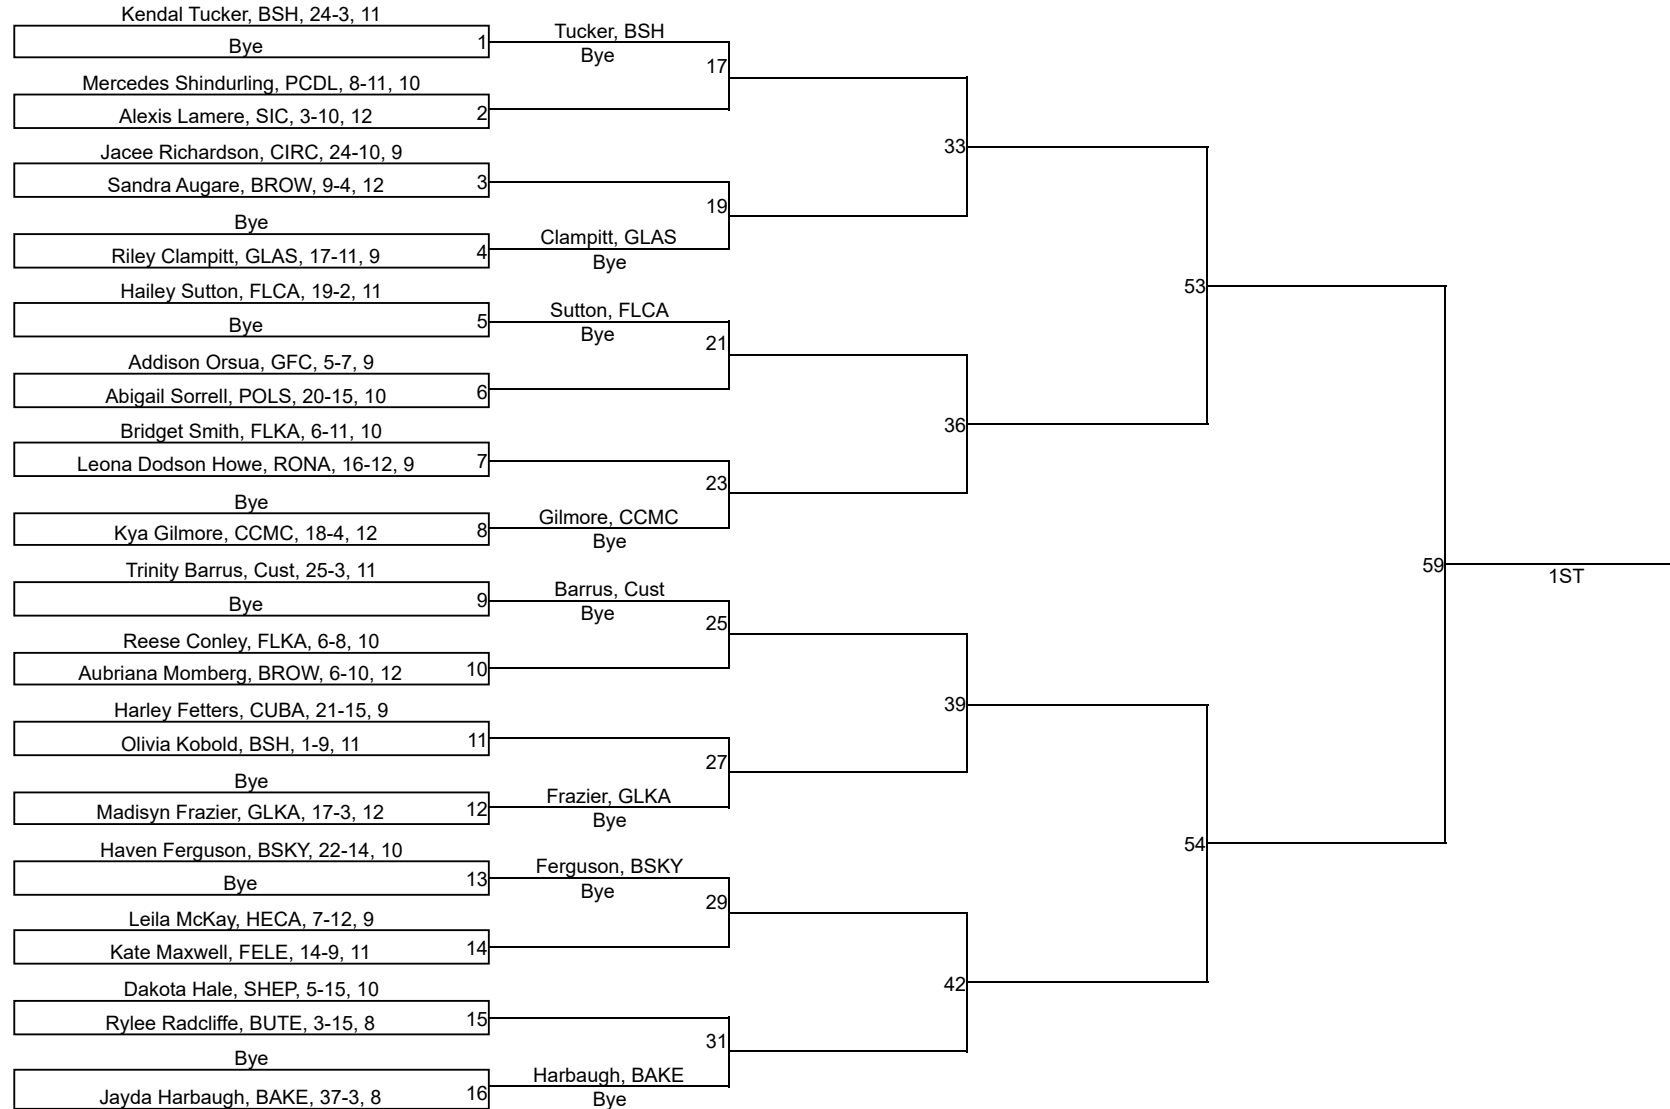 Kendal Tucker, BSH, 24-3, 11
Bye
1
Tucker, BSH
Bye
17
Mercedes Shindurling, PCDL, 8-11, 10
Alexis Lamere, SIC, 3-10, 12
2
33
Jacee Richardson, CIRC, 24-10, 9
Sandra Augare, BROW, 9-4, 12
3
19
Bye
Riley Clampitt, GLAS, 17-11, 9
4
Clampitt, GLAS
Bye
53
Hailey Sutton, FLCA, 19-2, 11
Bye
5
Sutton, FLCA
Bye
21
Addison Orsua, GFC, 5-7, 9
Abigail Sorrell, POLS, 20-15, 10
6
36
Bridget Smith, FLKA, 6-11, 10
Leona Dodson Howe, RONA, 16-12, 9
7
23
Bye
Kya Gilmore, CCMC, 18-4, 12
8
Gilmore, CCMC
Bye
59
1ST
Trinity Barrus, Cust, 25-3, 11
Bye
9
Barrus, Cust
Bye
25
Reese Conley, FLKA, 6-8, 10
Aubriana Momberg, BROW, 6-10, 12
10
39
Harley Fetters, CUBA, 21-15, 9
Olivia Kobold, BSH, 1-9, 11
11
27
Bye
Madisyn Frazier, GLKA, 17-3, 12
12
Frazier, GLKA
Bye
54
Haven Ferguson, BSKY, 22-14, 10
Bye
13
Ferguson, BSKY
Bye
29
Leila McKay, HECA, 7-12, 9
Kate Maxwell, FELE, 14-9, 11
14
42
Dakota Hale, SHEP, 5-15, 10
Rylee Radcliffe, BUTE, 3-15, 8
15
31
Bye
Jayda Harbaugh, BAKE, 37-3, 8
16
Harbaugh, BAKE
Bye